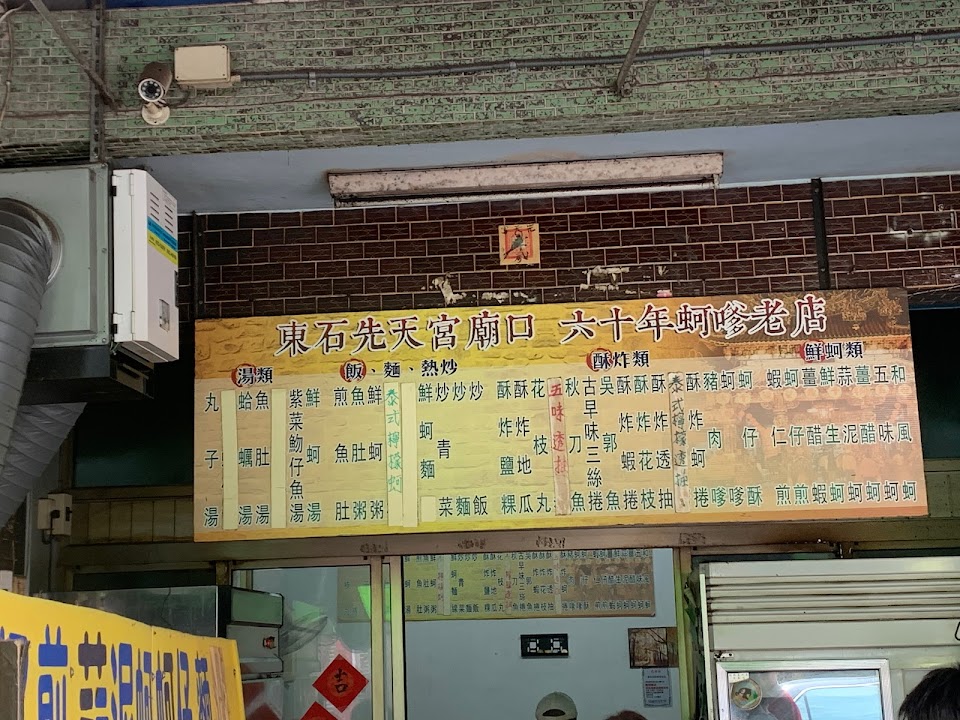 東石先天宮廟口 六十年蚵嗲老店
鮮蚵類
和風蚵
五味蚵
薑醋蚵
蒜泥蚵
鮮生蚵
薑醋蝦
蚵仔煎
蝦仁煎
酥炸類
蚵仔酥
蚵嗲
豬肉嗲
酥炸蚵捲
泰式檸檬透抽
酥炸透抽
酥炸花枝
酥炸蝦捲
吳郭魚
古早味三絲捲
秋刀魚
五味透抽
花枝丸
酥炸地瓜
酥炸鹽粿
飯、麵、熱炒
炒飯
炒麵
炒青菜
鮮蚵麵
泰式檸檬蚵
鮮蚵粥
魚肚粥
煎魚肚
湯類
鮮蚵湯
紫菜魩仔魚湯
魚肚湯
蛤蠣湯
丸子湯
吉